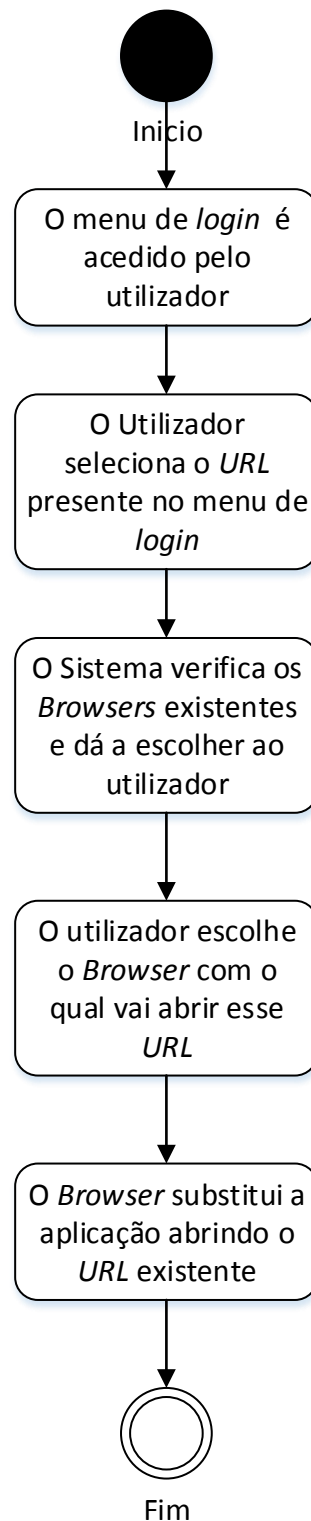 Inicio
O menu de login é
acedido pelo
utilizador
O Utilizador
seleciona o URL
presente no menu de
login
O Sistema verifica os
Browsers existentes
e dá a escolher ao
utilizador
O utilizador escolhe
o Browser com o
qual vai abrir esse
URL
O Browser substitui a
aplicação abrindo o
URL existente
Fim